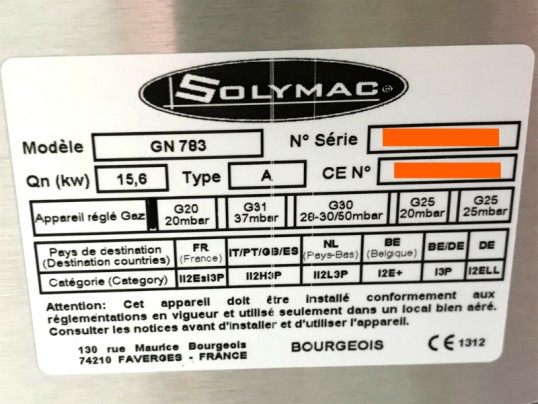 SOLYMAC
Modèle GN 783 N° Série
Qn (kw) 15,6 Type A CE N°
Appareil réglé Gaz G20 20mbar G31 37mbar G30 29-30/50mbar G25 20mbar G25 25mbar
Pays de destination (Destination countries) FR (France) IT/PT/GB/ES NL (Pays-Bas) BE (Belgique) BE/DE DE
Catégorie (Category) II2Esi3P II2H3P II2L3P I2E+ I3P I2ELL
Attention: Cet appareil doit être installé conformement aux
réglementations en vigueur et utilisé seulement dans un local bien aéré.
Consulter les notices avant d'installer et d'utiliser l'appareil.
130 rue Maurice Bourgeois
74210 FAVERGES - FRANCE
BOURGEOIS
CE 1312